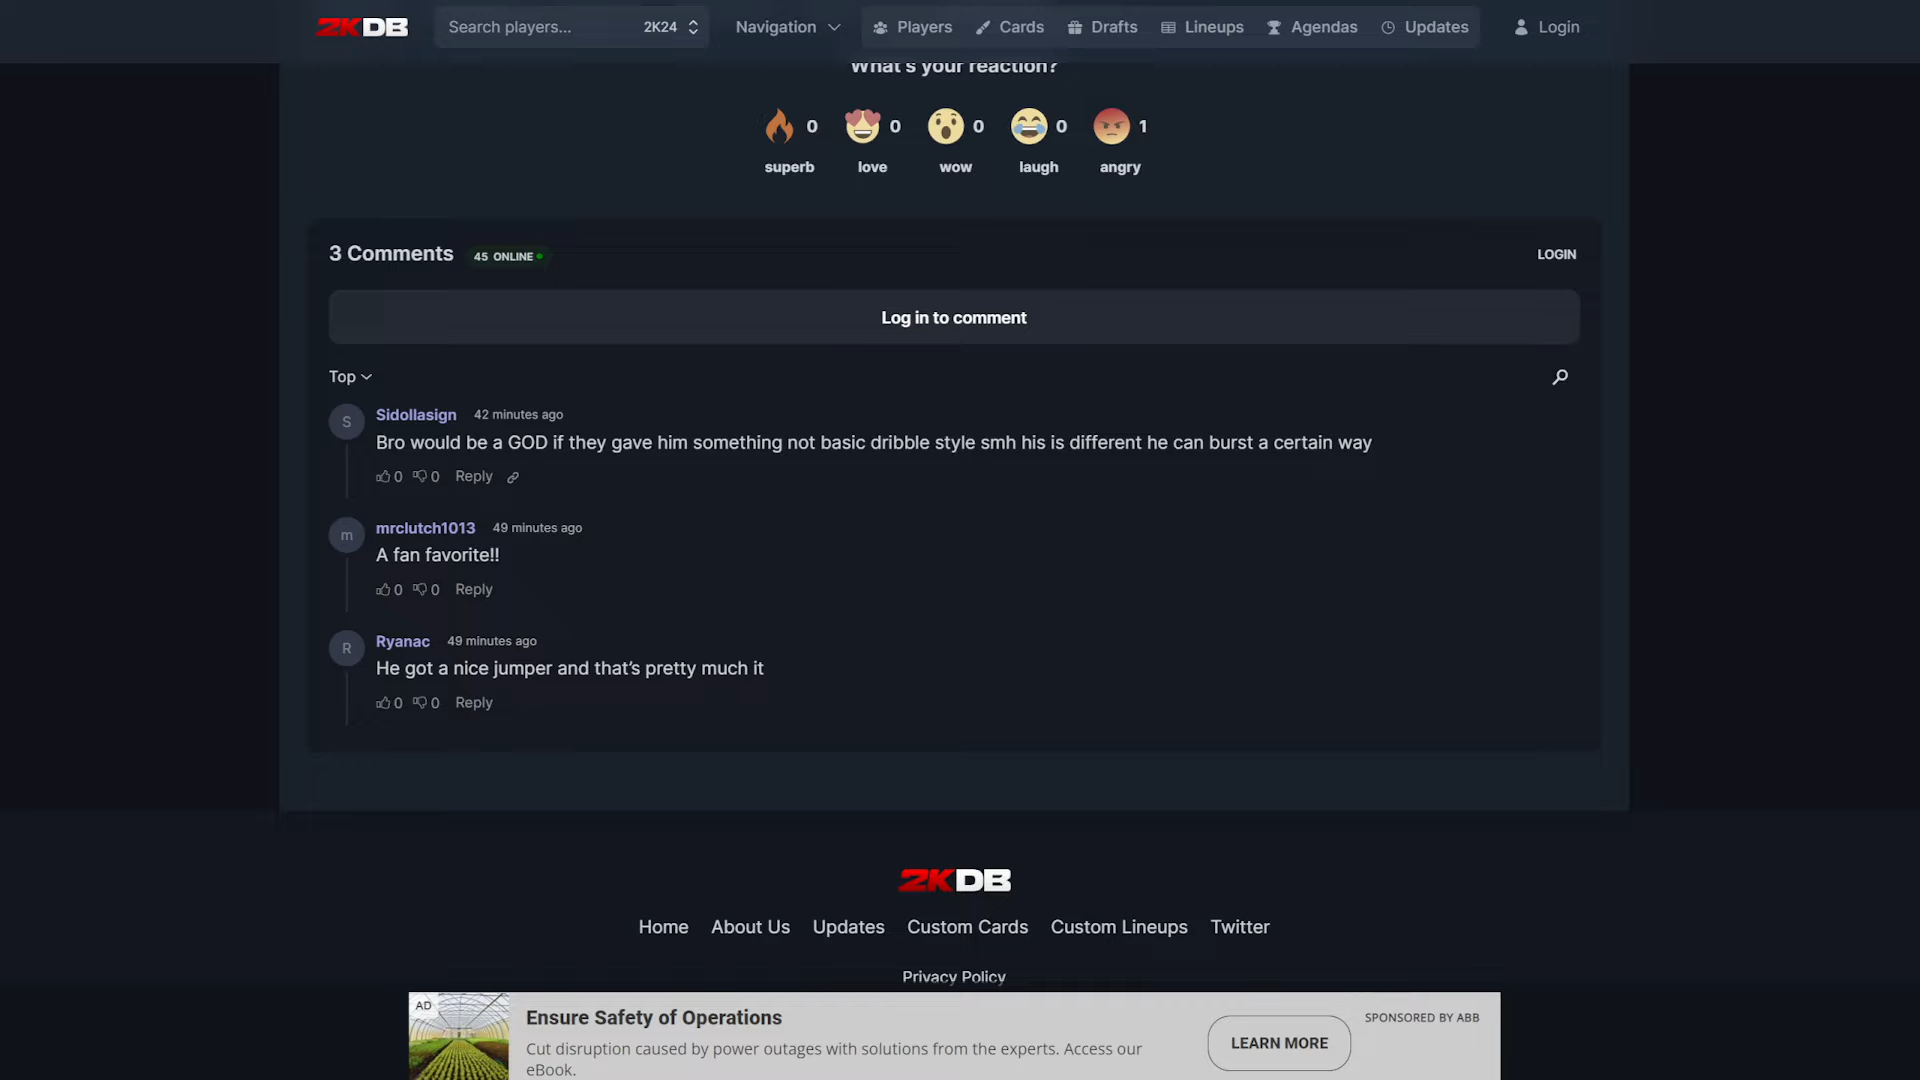 2KDB
Search players...
2K24
Navigation
Players
Cards
Drafts
Lineups
Agendas
Updates
Login
What's your reaction?
0
0
0
0
1
superb
love
wow
laugh
angry
3 Comments
45 ONLINE
LOGIN
Log in to comment
Top
S
Sidollasign 42 minutes ago
Bro would be a GOD if they gave him something not basic dribble style smh his is different he can burst a certain way
0 0 Reply
m
mrclutch1013 49 minutes ago
A fan favorite!!
0 0 Reply
R
Ryanac 49 minutes ago
He got a nice jumper and that's pretty much it
0 0 Reply
2KDB
Home About Us Updates Custom Cards Custom Lineups Twitter
Privacy Policy
AD
Ensure Safety of Operations
Cut disruption caused by power outages with solutions from the experts. Access our
eBook.
LEARN MORE
SPONSORED BY ABB